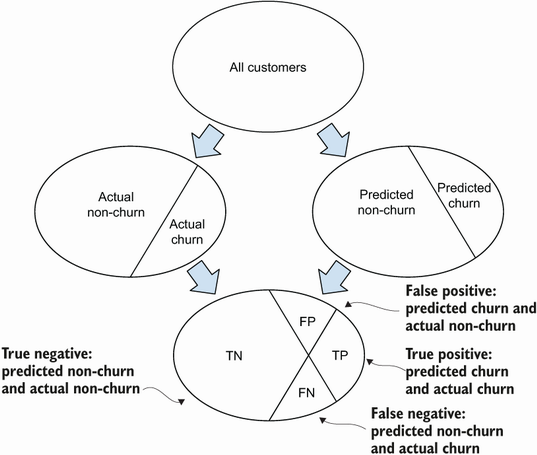 All customers
Actual
non-churn
Actual
churn
Predicted
non-churn
Predicted
churn
TN
FP
TP
FN
False positive:
predicted churn and
actual non-churn
True positive:
predicted churn
and actual churn
True negative:
predicted non-churn
and actual non-churn
False negative:
predicted non-churn
and actual churn